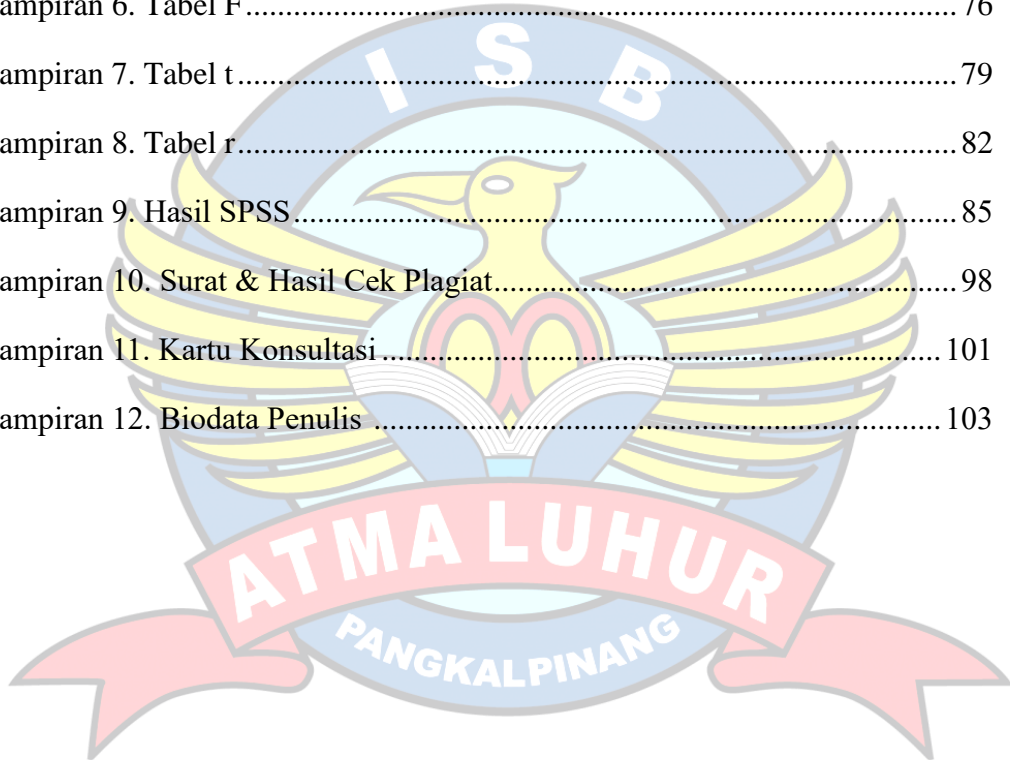 ampiran 6. Tabel F.......................................................................................... 76
ampiran 7. Tabel t........................................................................................... 79
ampiran 8. Tabel r........................................................................................... 82
ampiran 9. Hasil SPSS.................................................................................... 85
ampiran 10. Surat & Hasil Cek Plagiat........................................................... 98
ampiran 11. Kartu Konsultasi....................................................................... 101
ampiran 12. Biodata Penulis ........................................................................ 103
ISB
ATMA LUHUR
PANGKALPINANG